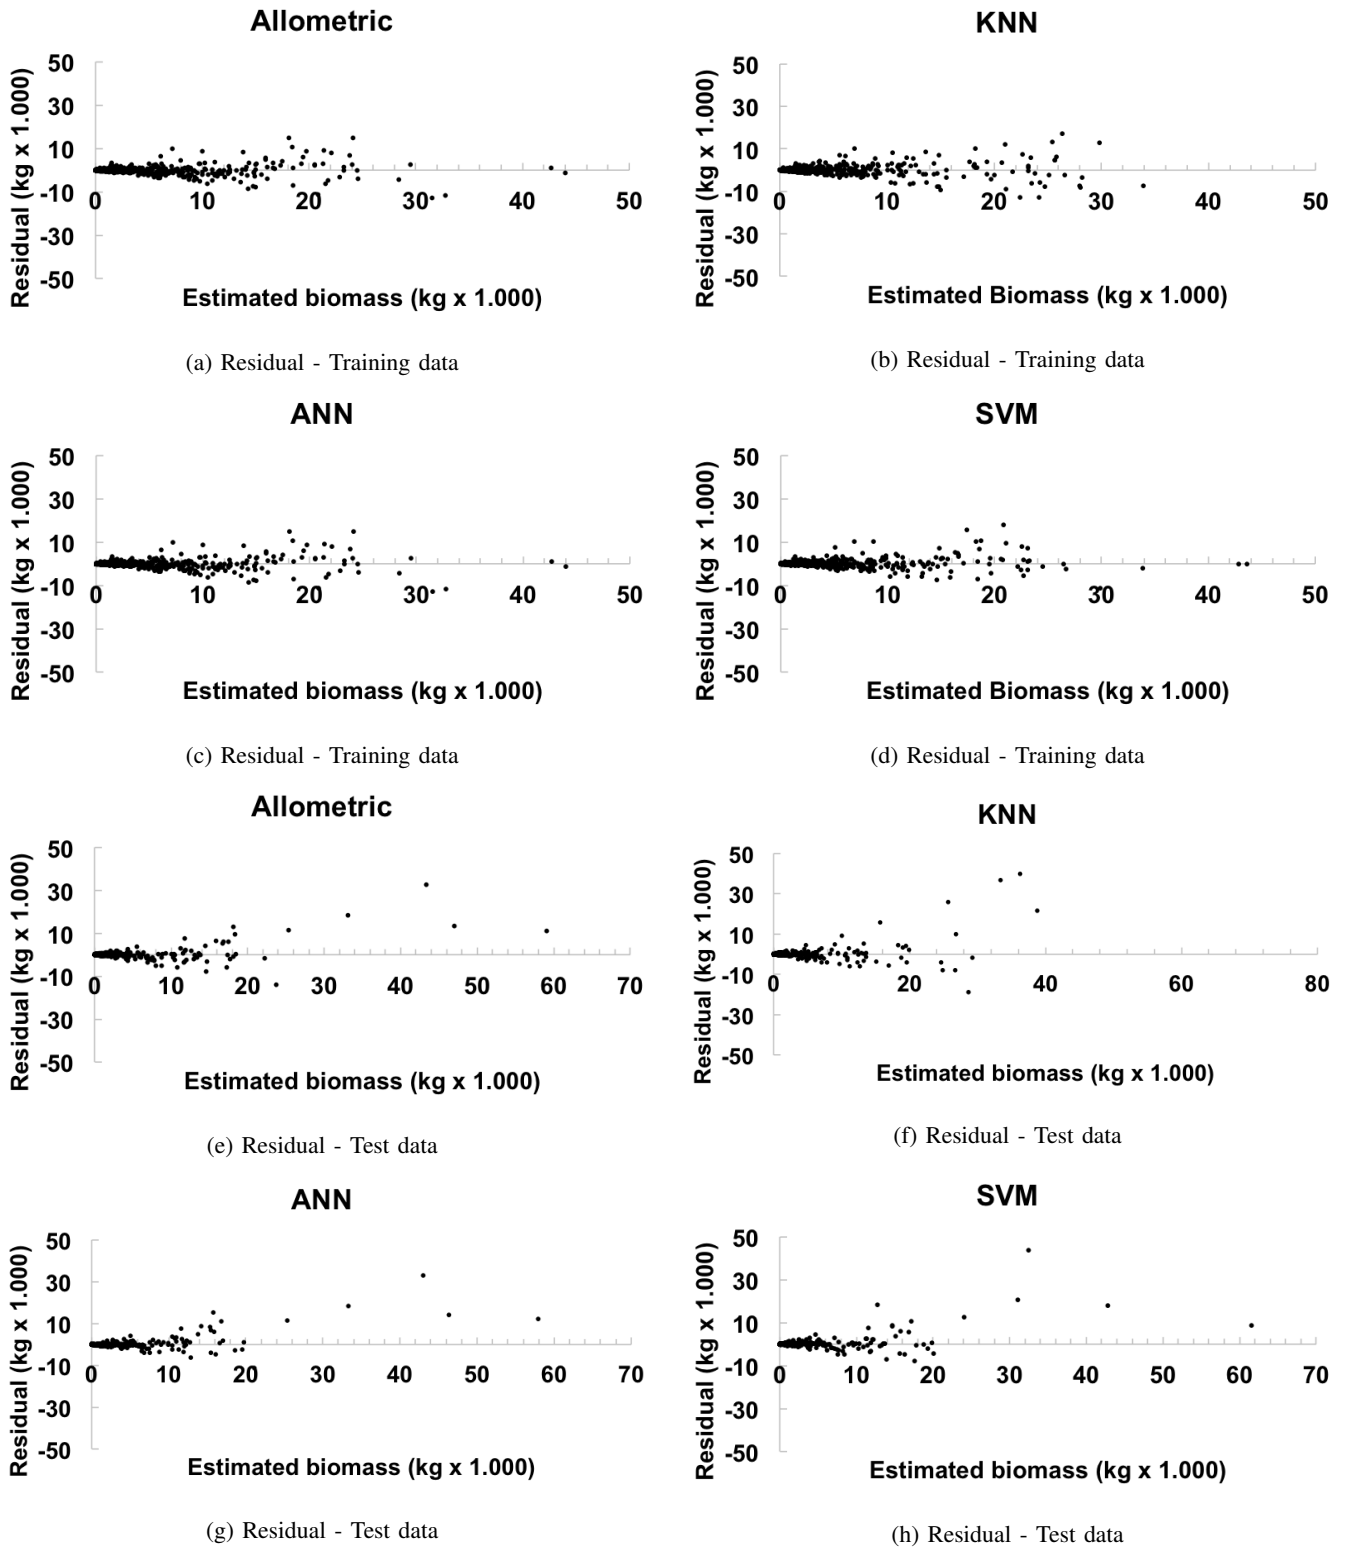 Allometric
50
30
10
-10
-30
-50
0 10 20 30 40 50
Residual (kg x 1.000)
Estimated biomass (kg x 1.000)
(a) Residual - Training data
KNN
50
30
10
-10
-30
-50
0 10 20 30 40 50
Residual (kg x 1.000)
Estimated Biomass (kg x 1.000)
(b) Residual - Training data
ANN
50
30
10
-10
-30
-50
0 10 20 30 40 50
Residual (kg x 1.000)
Estimated biomass (kg x 1.000)
(c) Residual - Training data
SVM
50
30
10
-10
-30
-50
0 10 20 30 40 50
Residual (kg x 1.000)
Estimated Biomass (kg x 1.000)
(d) Residual - Training data
Allometric
50
30
10
-10
-30
-50
0 10 20 30 40 50 60 70
Residual (kg x 1.000)
Estimated biomass (kg x 1.000)
(e) Residual - Test data
KNN
50
30
10
-10
-30
-50
0 20 40 60 80
Residual (kg x 1.000)
Estimated biomass (kg x 1.000)
(f) Residual - Test data
ANN
50
30
10
-10
-30
-50
0 10 20 30 40 50 60 70
Residual (kg x 1.000)
Estimated biomass (kg x 1.000)
(g) Residual - Test data
SVM
50
30
10
-10
-30
-50
0 10 20 30 40 50 60 70
Residual (kg x 1.000)
Estimated biomass (kg x 1.000)
(h) Residual - Test data